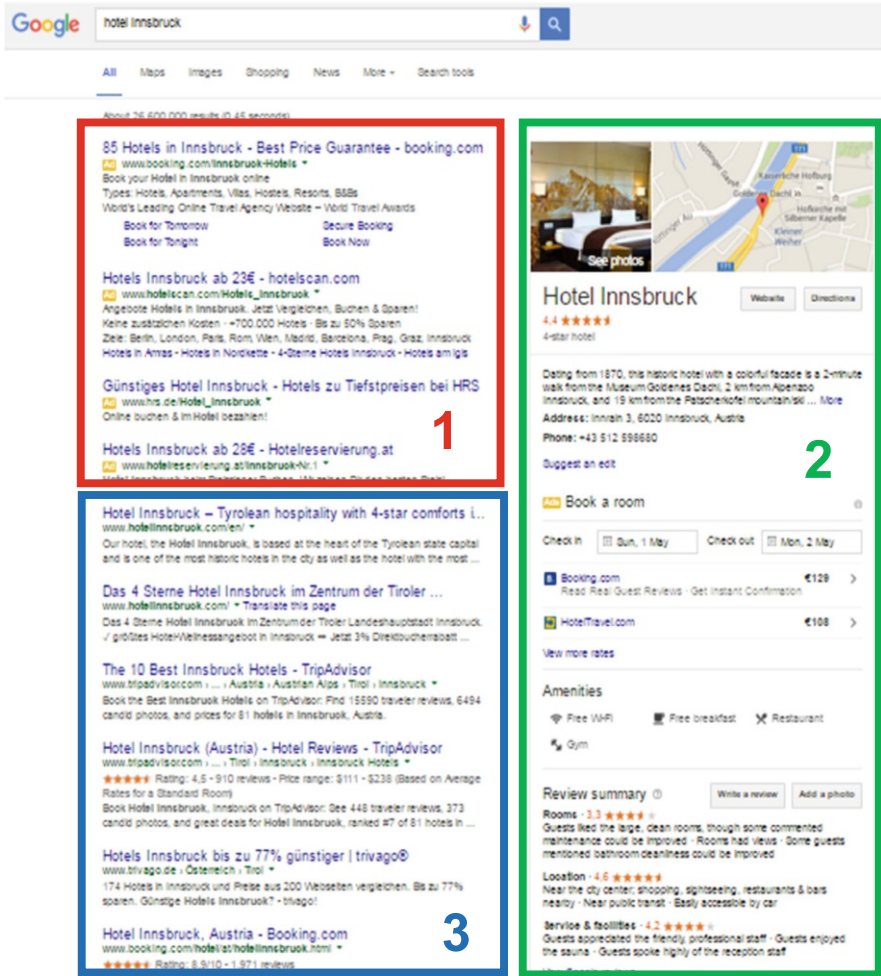 Google
hotel Innsbruck
All Maps Images Shopping News More Search tools
About 26,600,000 results (0.45 seconds)
85 Hotels in Innsbruck - Best Price Guarantee - booking.com
Ad www.booking.com/Innsbruck-Hotels
Book your Hotel in Innsbruck online
Types: Hotels, Apartments, Villas, Hostels, Resorts, B&Bs
World's Leading Online Travel Agency Website – World Travel Awards
Book for Tomorrow Secure Booking
Book for Tonight Book Now
Hotels Innsbruck ab 23€ - hotelscan.com
Ad www.hotelscan.com/Hotels_Innsbruck
Angebote Hotels in Innsbruck. Jetzt Vergleichen, Buchen & Sparen!
Keine zusätzlichen Kosten · +700.000 Hotels · Bis zu 50% Sparen
Ziele: Berlin, London, Paris, Rom, Wien, Madrid, Barcelona, Prag, Graz, Innsbruck
Hotels in Amras - Hotels in Nordkette - 4-Sterne Hotels Innsbruck - Hotels am Igls
Günstiges Hotel Innsbruck - Hotels zu Tiefstpreisen bei HRS
Ad www.hrs.de/Hotel_Innsbruck
Online buchen & im Hotel bezahlen!
1
Hotels Innsbruck ab 28€ - Hotelreservierung.at
Ad www.hotelreservierung.at/Innsbruck-Nr.1
Hotel Innsbruck – Tyrolean hospitality with 4-star comforts i...
www.hotelinnsbruck.com/en/
Our hotel, the Hotel Innsbruck, is based at the heart of the Tyrolean state capital
and is one of the most historic hotels in the city as well as the hotel with the most ...
Das 4 Sterne Hotel Innsbruck im Zentrum der Tiroler ...
www.hotelinnsbruck.com/ Translate this page
Das 4 Sterne Hotel Innsbruck im Zentrum der Tiroler Landeshauptstadt Innsbruck.
√ größtes Hotel-Wellnessangebot in Innsbruck ⇒ Jetzt 3% Direktbucherrabatt ...
The 10 Best Innsbruck Hotels - TripAdvisor
www.tripadvisor.com › ... › Austria › Austrian Alps › Tirol › Innsbruck
Book the Best Innsbruck Hotels on TripAdvisor: Find 15590 traveler reviews, 6494
candid photos, and prices for 81 hotels in Innsbruck, Austria.
Hotel Innsbruck (Austria) - Hotel Reviews - TripAdvisor
www.tripadvisor.com › ... › Tirol › Innsbruck › Innsbruck Hotels
Rating: 4,5 - 910 reviews - Price range: $111 - $238 (Based on Average
Rates for a Standard Room)
Book Hotel Innsbruck, Innsbruck on TripAdvisor: See 448 traveler reviews, 373
candid photos, and great deals for Hotel Innsbruck, ranked #7 of 81 hotels in ...
Hotels Innsbruck bis zu 77% günstiger | trivago®
www.trivago.de › Österreich › Tirol
174 Hotels in Innsbruck und Preise aus 200 Webseiten vergleichen. Bis zu 77%
sparen. Günstige Hotels Innsbruck? - trivago!
3
Hotel Innsbruck, Austria - Booking.com
www.booking.com/hotel/at/hotelinnsbruck.html
Rating: 8.9/10 - 1,971 reviews
See photos
171
Kaiserliche Hofburg
Goldenes Dachl
Hofkirche mit
Silberner Kapelle
Kleiner
Weiher
171
Hotel Innsbruck
Website Directions
4,4
4-star hotel
Dating from 1870, this historic hotel with a colorful facade is a 2-minute
walk from the Museum Goldenes Dachl, 2 km from Alpenzoo
Innsbruck, and 19 km from the Patscherkofel mountain/ski ... More
Address: Innrain 3, 6020 Innsbruck, Austria
Phone: +43 512 598680
2
Suggest an edit
Ads Book a room
Check in Sun, 1 May Check out Mon, 2 May
Booking.com €129
Read Real Guest Reviews · Get Instant Confirmation
HotelTravel.com €108
View more rates
Amenities
Free Wi-Fi Free breakfast Restaurant
Gym
Review summary Write a review Add a photo
Rooms · 3,3
Guests liked the large, clean rooms, though some commented
maintenance could be improved · Rooms had views · Some guests
mentioned bathroom cleanliness could be improved
Location · 4,6
Near the city center; shopping, sightseeing, restaurants & bars
nearby · Near public transit · Easily accessible by car
Service & facilities · 4,2
Guests appreciated the friendly, professional staff · Guests enjoyed
the sauna · Guests spoke highly of the reception staff